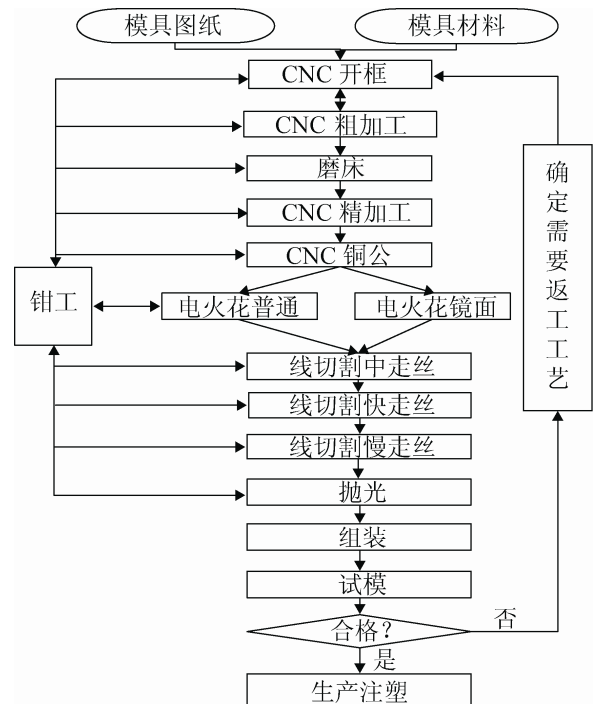 模具图纸
模具材料
CNC 开框
CNC 粗加工
磨床
CNC 精加工
CNC 铜公
钳工
电火花普通
电火花镜面
线切割中走丝
线切割快走丝
线切割慢走丝
抛光
组装
试模
合格？
否
是
生产注塑
确定需要返工工艺